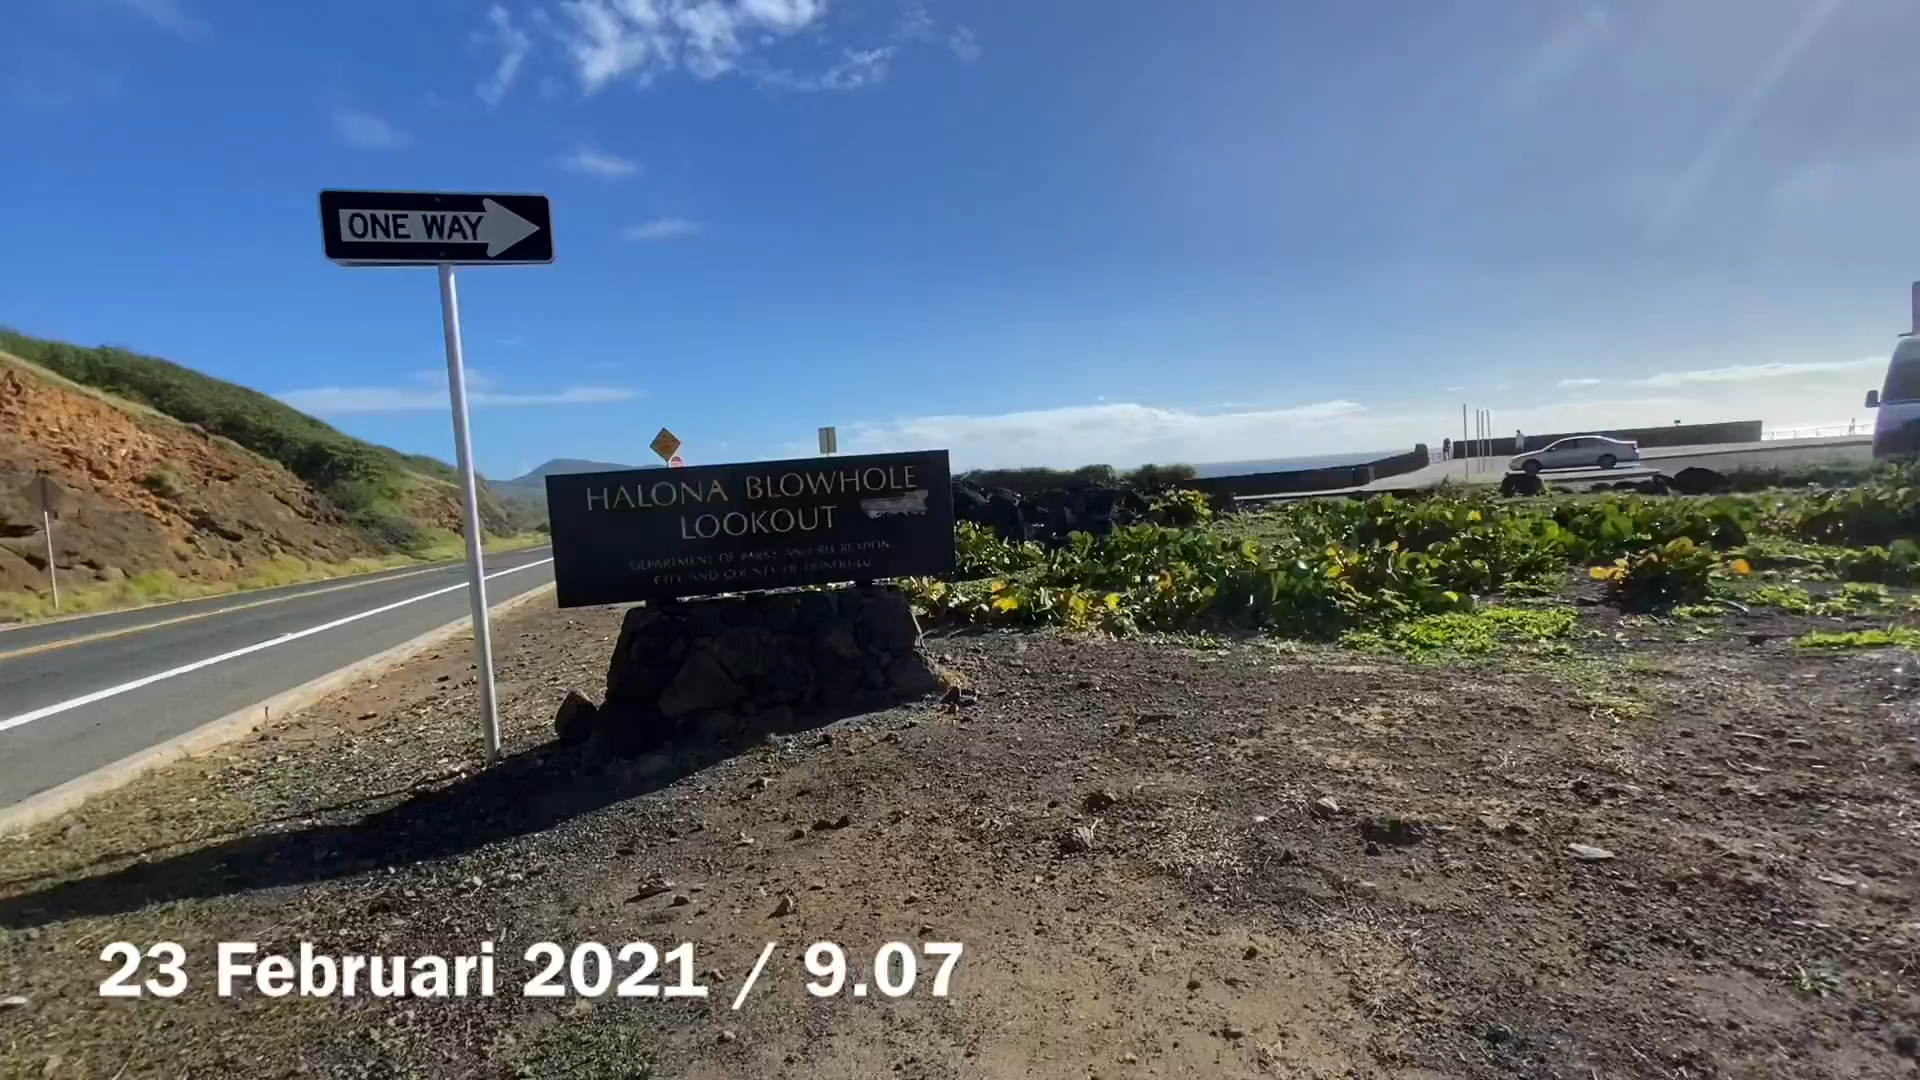 ONE WAY
HALONA BLOWHOLE
LOOKOUT
DEPARTMENT OF PARKS AND RECREATION
CITY AND COUNTY OF HONOLULU
23 Februari 2021 / 9.07